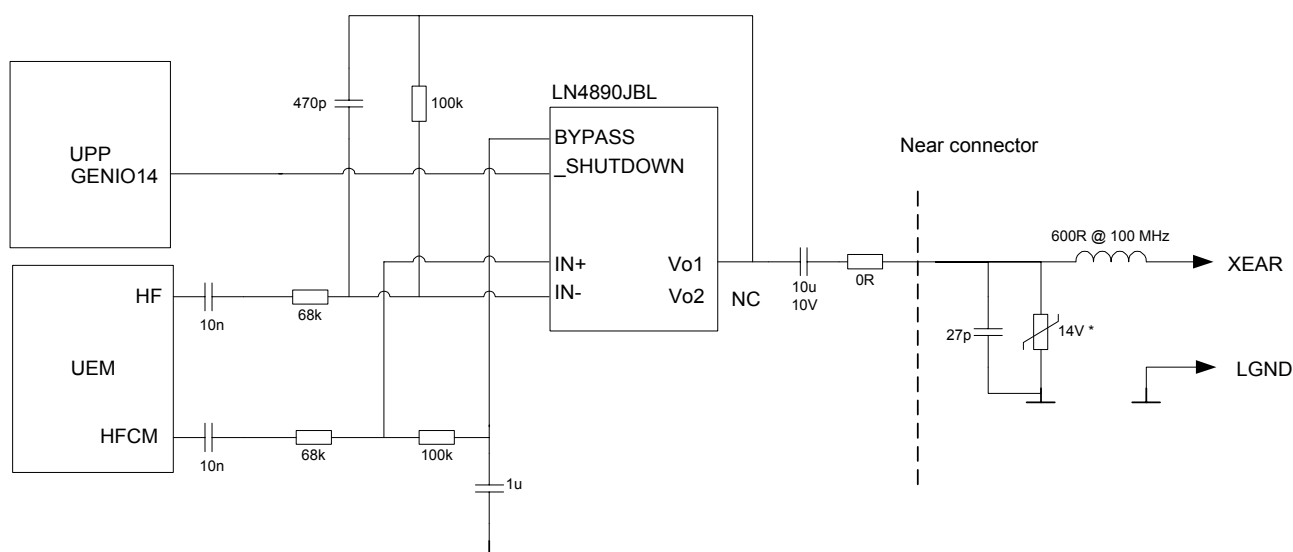 LN4890JBL
470p
100k
UPP
GENIO14
BYPASS
_SHUTDOWN
Near connector
600R @ 100 MHz
XEAR
IN+
Vo1
HF
IN-
Vo2
NC
10u
10V
0R
10n
68k
27p
14V *
UEM
LGND
HFCM
10n
68k
100k
1u